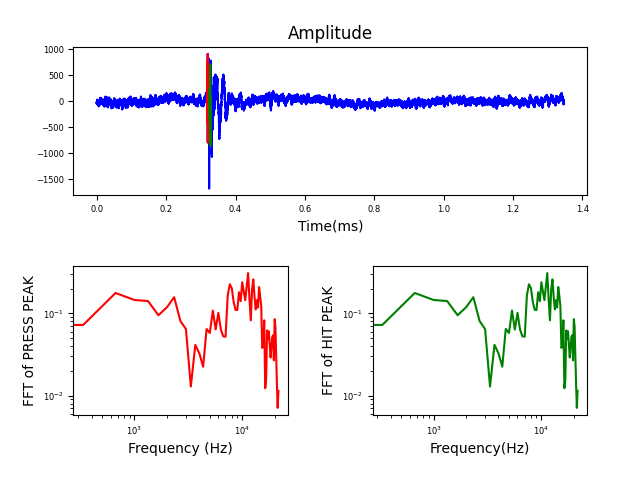 Amplitude
1000
500
0
−500
−1000
−1500
0.0 0.2 0.4 0.6 0.8 1.0 1.2 1.4
Time(ms)
FFT of PRESS PEAK
10⁻¹
10⁻²
10³ 10⁴
Frequency (Hz)
FFT of HIT PEAK
10⁻¹
10⁻²
10³ 10⁴
Frequency(Hz)